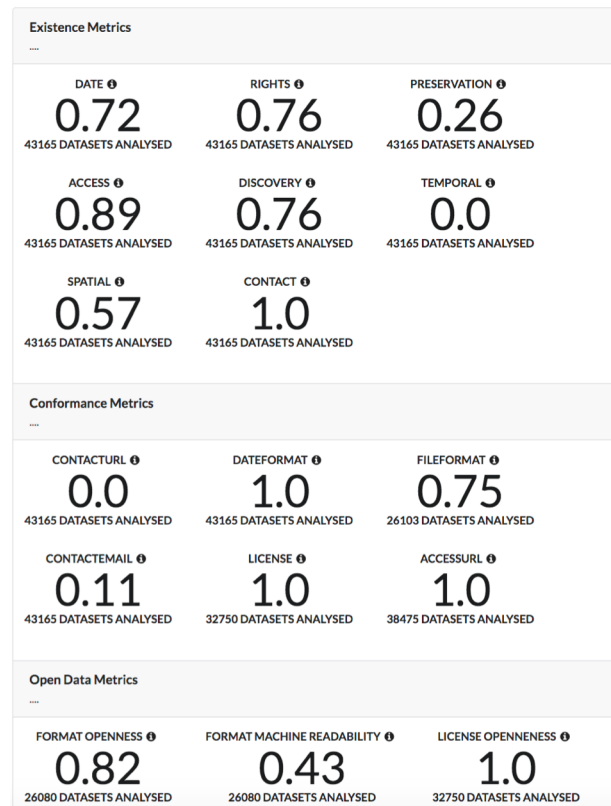 Existence Metrics
....
DATE RIGHTS PRESERVATION
0.72 0.76 0.26
43165 DATASETS ANALYSED 43165 DATASETS ANALYSED 43165 DATASETS ANALYSED
ACCESS DISCOVERY TEMPORAL
0.89 0.76 0.0
43165 DATASETS ANALYSED 43165 DATASETS ANALYSED 43165 DATASETS ANALYSED
SPATIAL CONTACT
0.57 1.0
43165 DATASETS ANALYSED 43165 DATASETS ANALYSED
Conformance Metrics
....
CONTACTURL DATEFORMAT FILEFORMAT
0.0 1.0 0.75
43165 DATASETS ANALYSED 43165 DATASETS ANALYSED 26103 DATASETS ANALYSED
CONTACTEMAIL LICENSE ACCESSURL
0.11 1.0 1.0
43165 DATASETS ANALYSED 32750 DATASETS ANALYSED 38475 DATASETS ANALYSED
Open Data Metrics
....
FORMAT OPENNESS FORMAT MACHINE READABILITY LICENSE OPENNENESS
0.82 0.43 1.0
26080 DATASETS ANALYSED 26080 DATASETS ANALYSED 32750 DATASETS ANALYSED